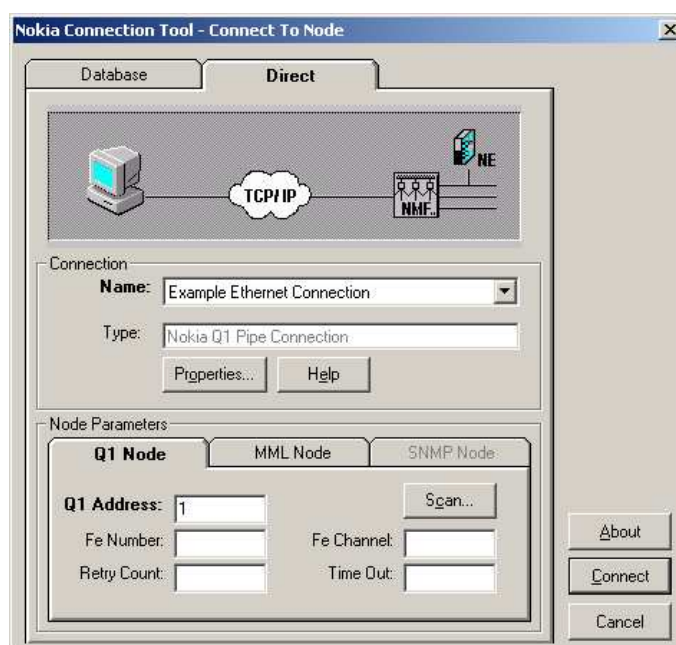 Nokia Connection Tool - Connect To Node
Database
Direct
NE
TCP/IP
NMF..
Connection
Name: Example Ethernet Connection
Type: Nokia Q1 Pipe Connection
Properties...
Help
Node Parameters
Q1 Node
MML Node
SNMP Node
Q1 Address: 1
Scan...
Fe Number:
Fe Channel:
Retry Count:
Time Out:
About
Connect
Cancel